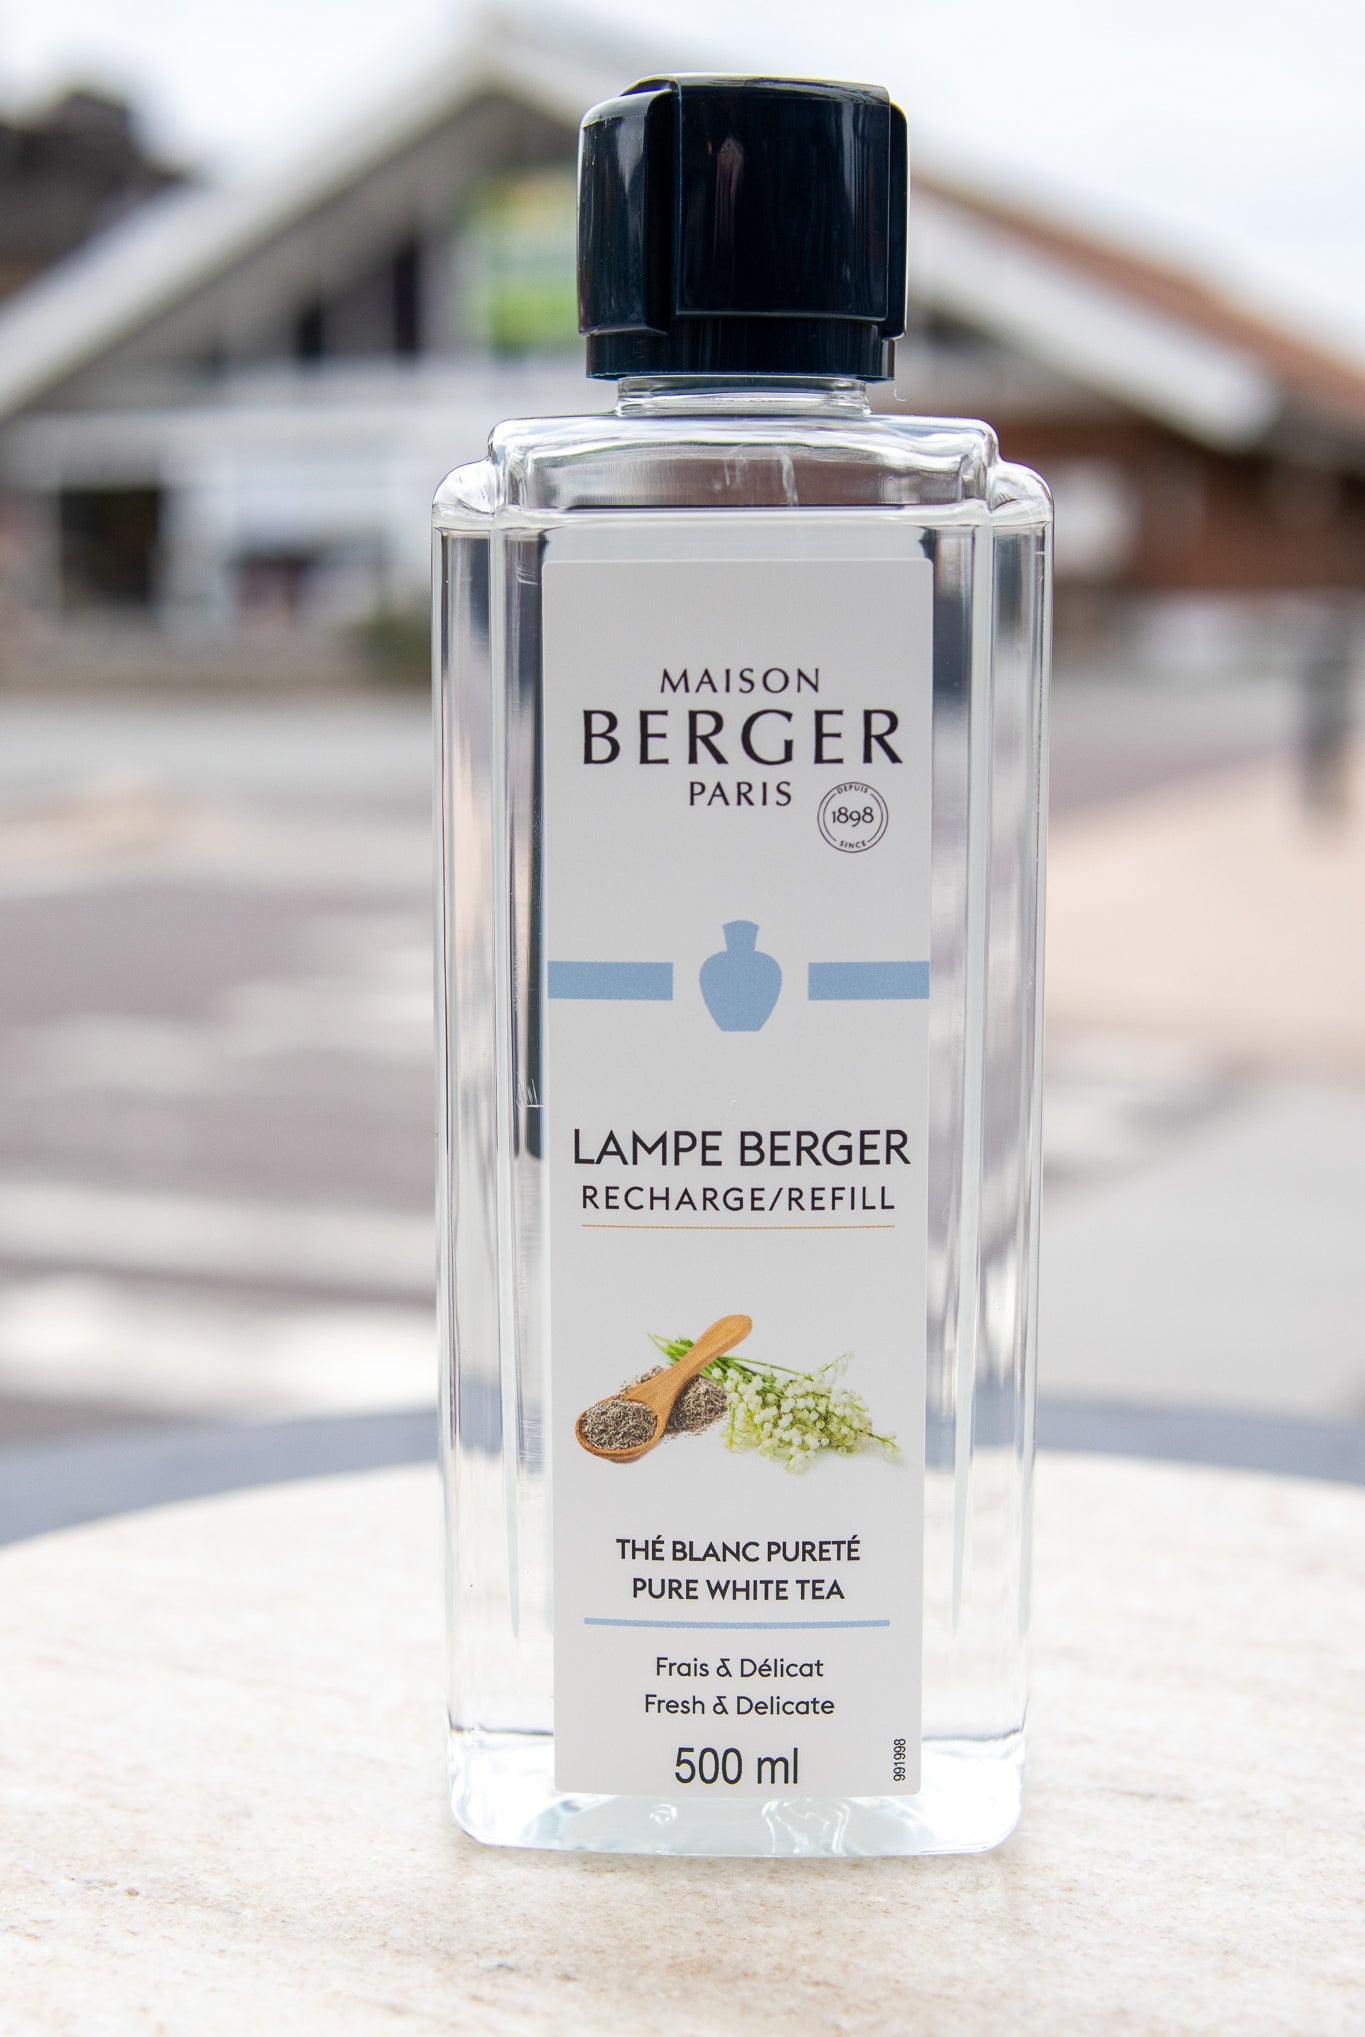 MAISON
BERGER
PARIS
DEPUIS
1898
SINCE
LAMPE BERGER
RECHARGE/REFILL
THÉ BLANC PURETÉ
PURE WHITE TEA
Frais & Délicat
Fresh & Delicate
500 ml
991998